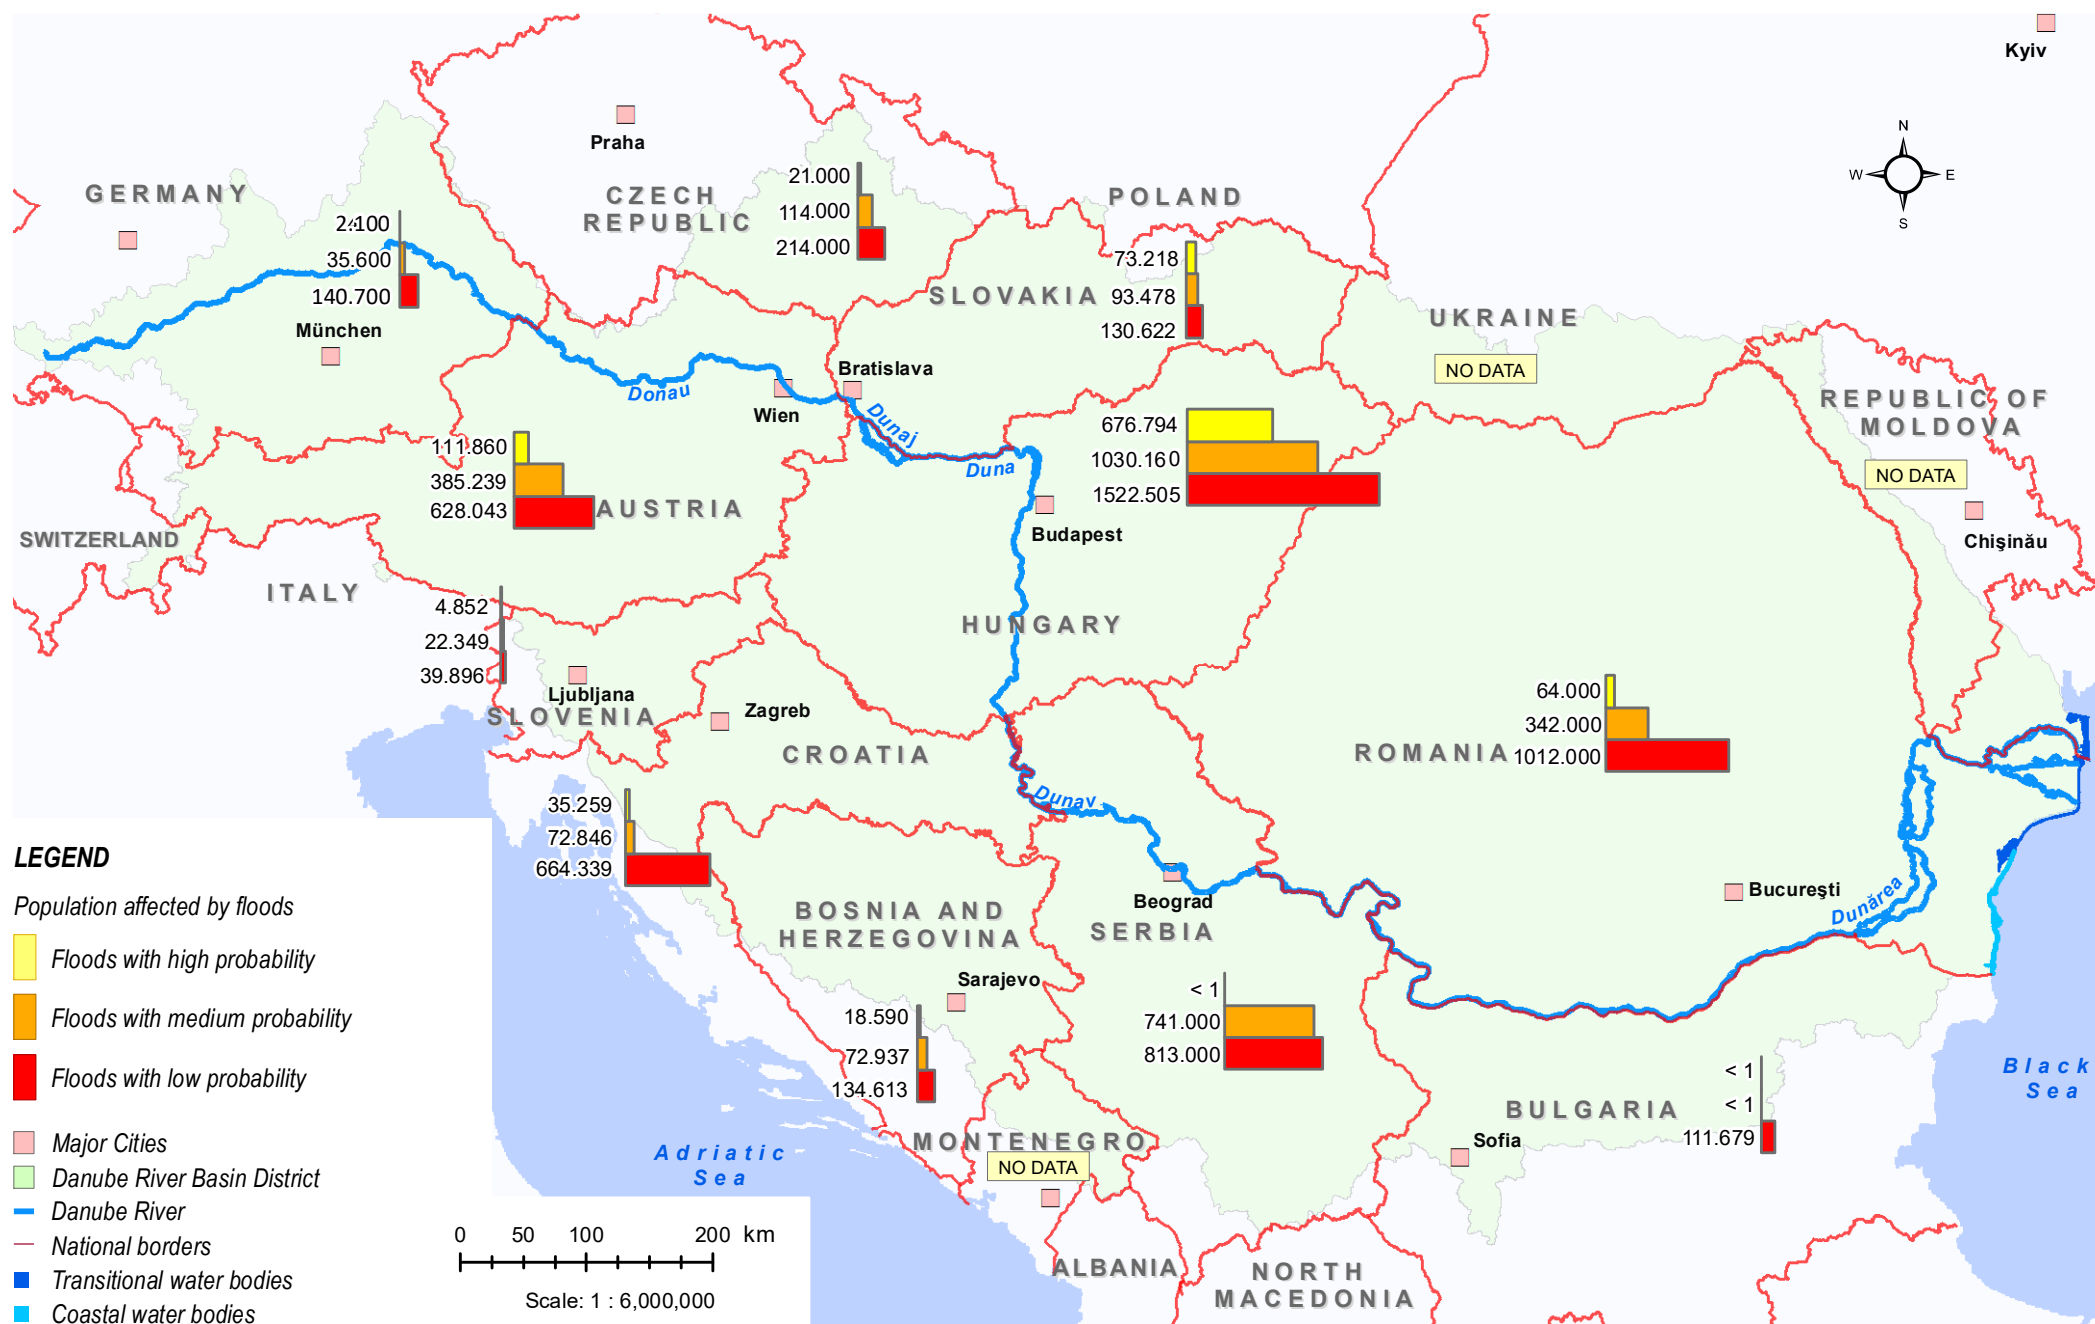 Kyiv
N
W E
S
Praha
GERMANY
CZECH
REPUBLIC
POLAND
21.000
114.000
214.000
35.600
140.700
München
73.218
93.478
130.622
SLOVAKIA
UKRAINE
NO DATA
Bratislava
Wien
Donau
Dunaj
Duna
REPUBLIC OF
MOLDOVA
NO DATA
Chişinău
111.860
385.239
628.043
AUSTRIA
676.794
1030.160
1522.505
Budapest
SWITZERLAND
ITALY
4.852
22.349
39.896
HUNGARY
Ljubljana
SLOVENIA
Zagreb
CROATIA
64.000
342.000
1012.000
ROMANIA
35.259
72.846
664.339
Dunav
Beograd
SERBIA
Bucureşti
Dunărea
BOSNIA AND
HERZEGOVINA
Sarajevo
18.590
72.937
134.613
< 1
741.000
813.000
< 1
< 1
111.679
BULGARIA
Sofia
Black
Sea
MONTENEGRO
NO DATA
Adriatic
Sea
ALBANIA
NORTH
MACEDONIA
LEGEND
Population affected by floods
Floods with high probability
Floods with medium probability
Floods with low probability
Major Cities
Danube River Basin District
Danube River
National borders
Transitional water bodies
Coastal water bodies
0 50 100 200 km
Scale: 1 : 6,000,000